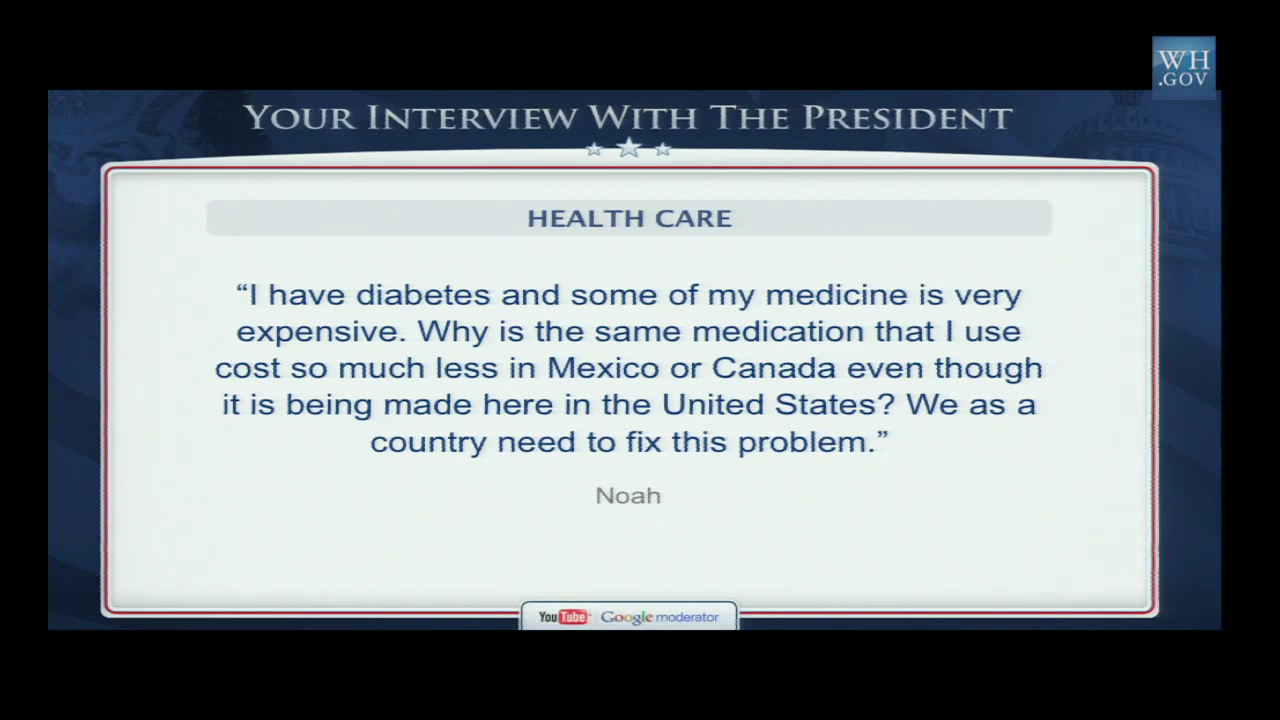 WH
.GOV
YOUR INTERVIEW WITH THE PRESIDENT
HEALTH CARE
“I have diabetes and some of my medicine is very
expensive. Why is the same medication that I use
cost so much less in Mexico or Canada even though
it is being made here in the United States? We as a
country need to fix this problem.”
Noah
YouTube Google moderator